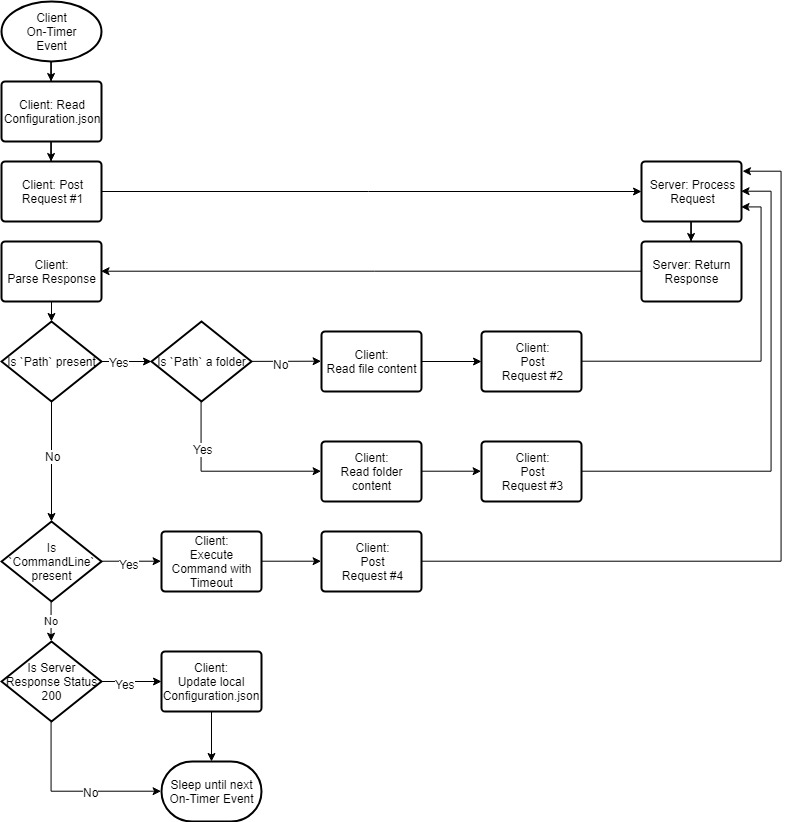 Client
On-Timer
Event
Client: Read
Configuration.json
Client: Post
Request #1
Server: Process
Request
Client:
Parse Response
Server: Return
Response
Is `Path` present
Yes
Is `Path` a folder
No
Client:
Read file content
Client:
Post
Request #2
Yes
Client:
Read folder
content
Client:
Post
Request #3
No
Is
`CommandLine`
present
Yes
Client:
Execute
Command with
Timeout
Client:
Post
Request #4
No
Is Server
Response Status
200
Yes
Client:
Update local
Configuration.json
No
Sleep until next
On-Timer Event